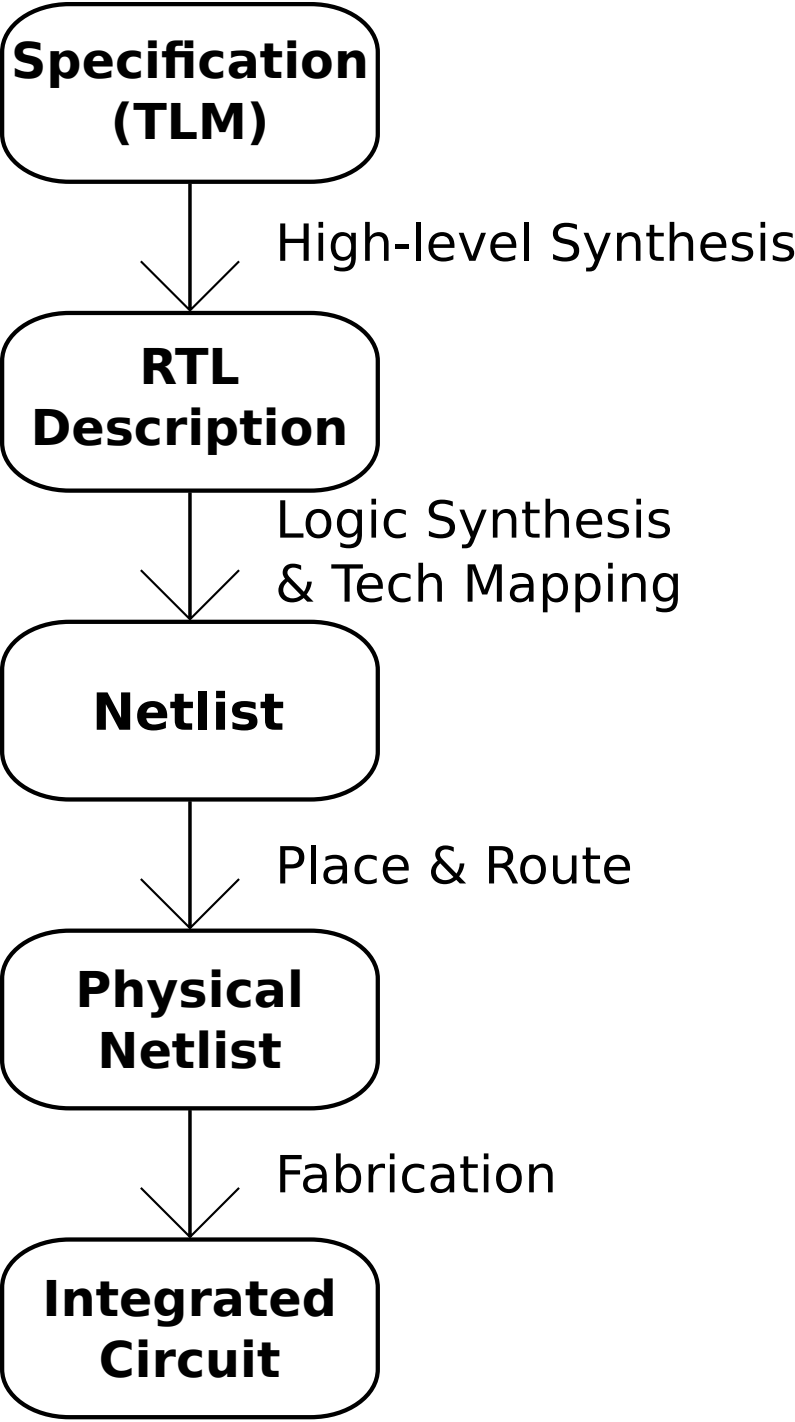 Specification
(TLM)
High-level Synthesis
RTL
Description
Logic Synthesis
& Tech Mapping
Netlist
Place & Route
Physical
Netlist
Fabrication
Integrated
Circuit